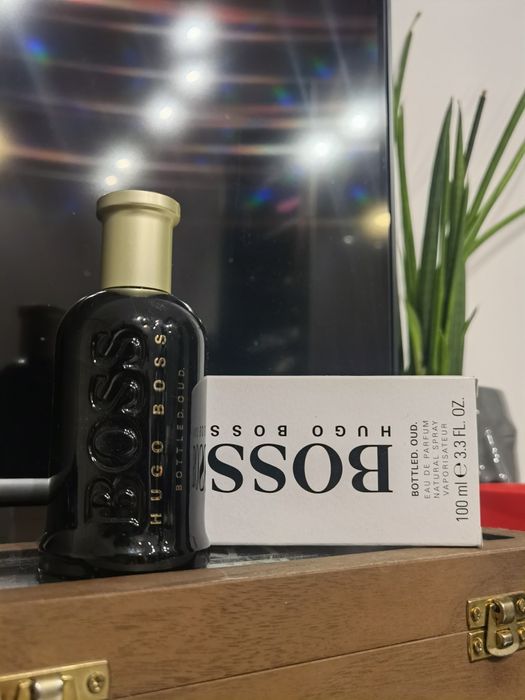 BOSS
HUGO BOSS
BOTTLED.OUD.
BOSS
HUGO BOSS
BOTTLED. OUD.
EAU DE PARFUM
NATURAL SPRAY
VAPORISATEUR
100 ml e 3.3 FL. OZ.